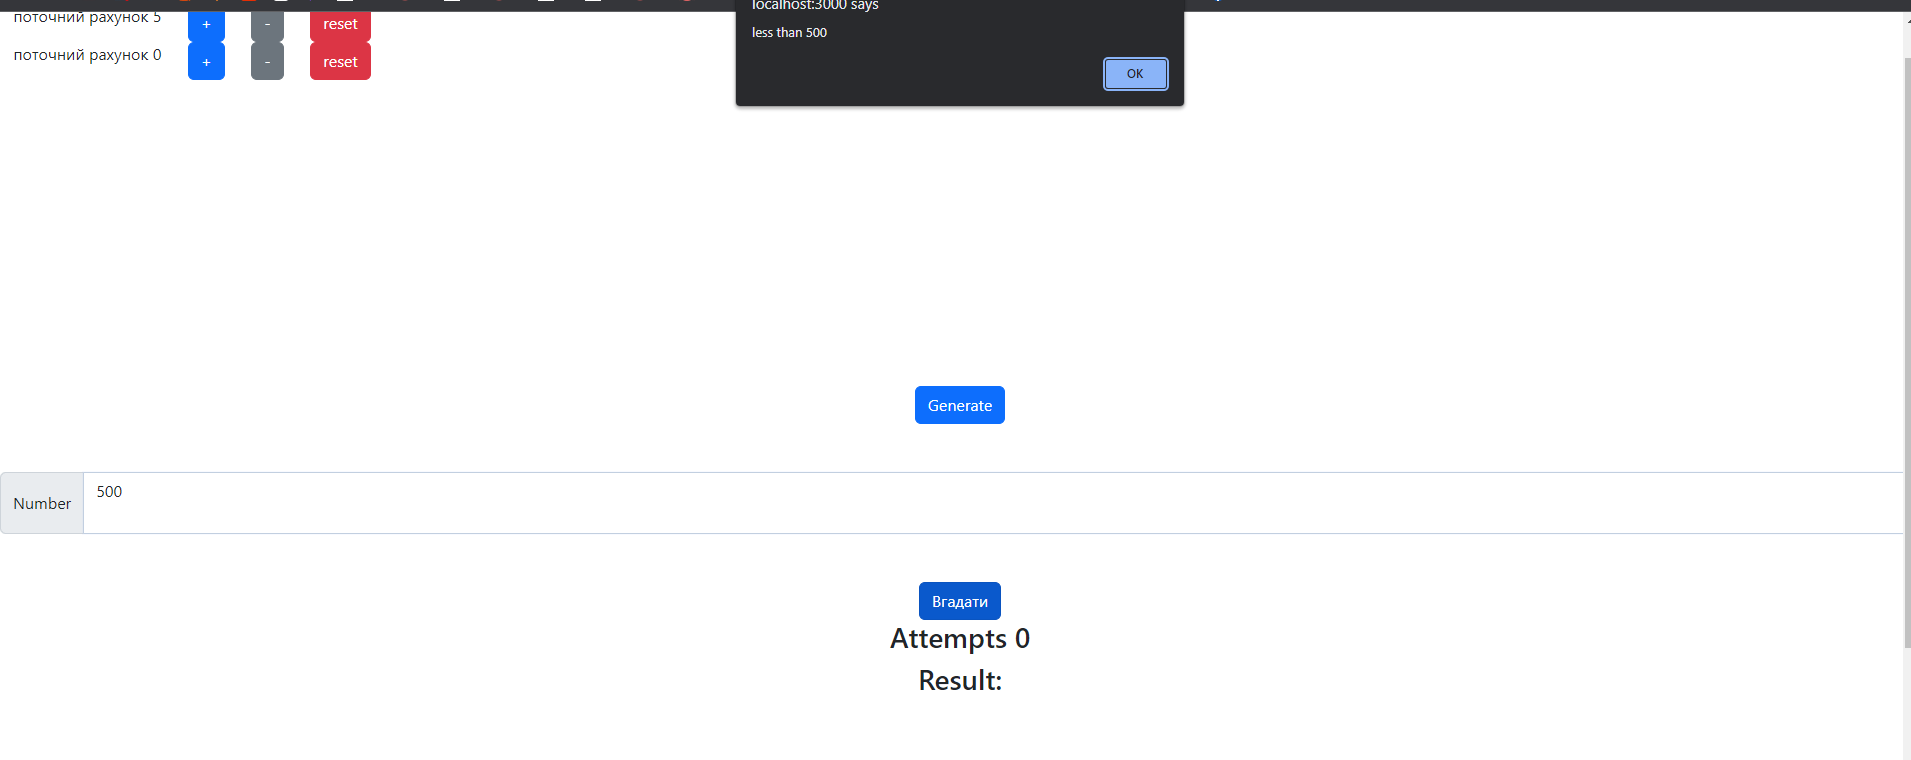 localhost:3000 says
less than 500
OK
поточний рахунок 5 + - reset
поточний рахунок 0 + - reset
Generate
Number 500
Вгадати
Attempts 0
Result: